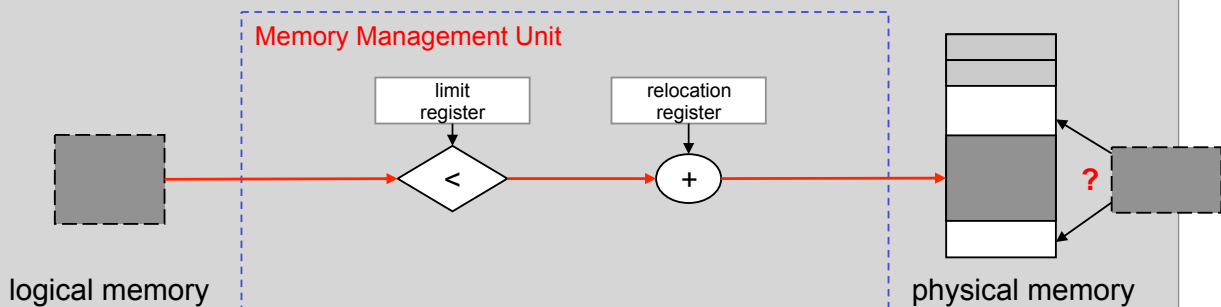 Memory Management Unit
limit
register
relocation
register
<
+
?
logical memory
physical memory